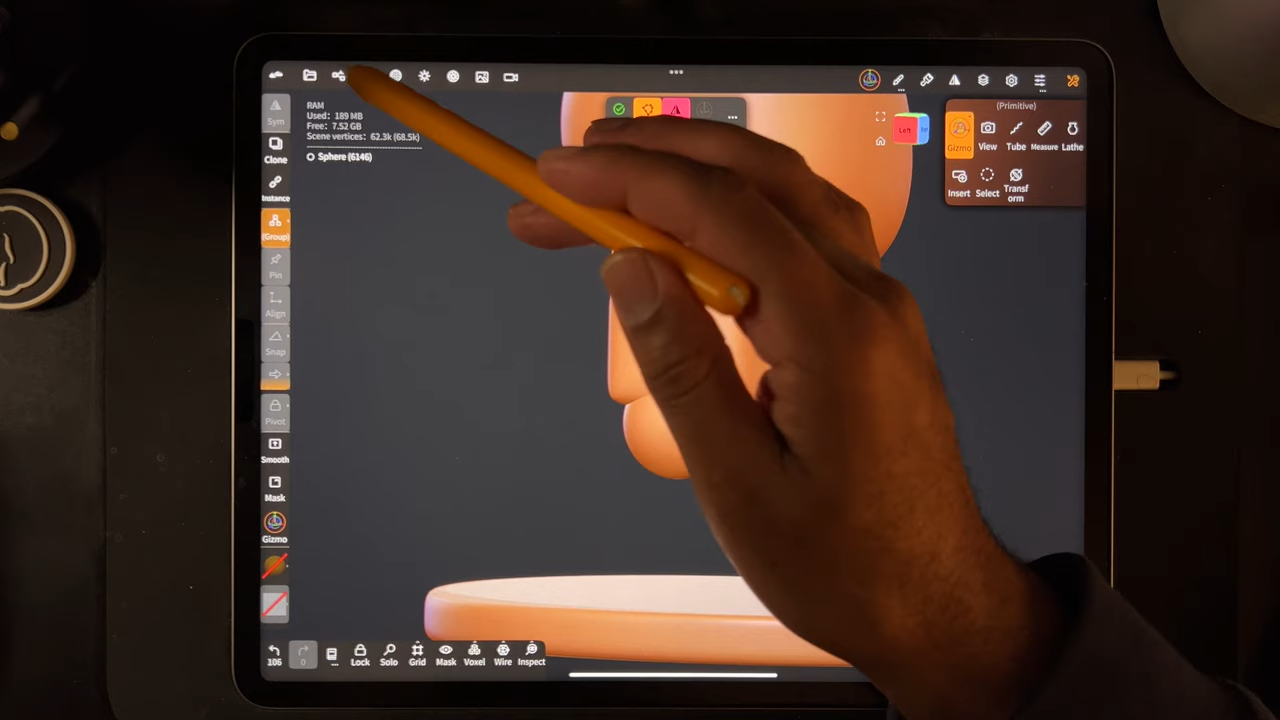 RAM
Used: 189 MB
Free: 7.52 GB
Scene vertices: 62.3k (68.5k)
Sphere (6146)
Sym
Clone
Instance
(Group)
Pin
Align
Snap
Pivot
Smooth
Mask
Gizmo
Left
(Primitive)
Gizmo
View
Tube
Measure
Lathe
Insert
Select
Transf
orm
106
0
Lock
Solo
Grid
Mask
Voxel
Wire
Inspect